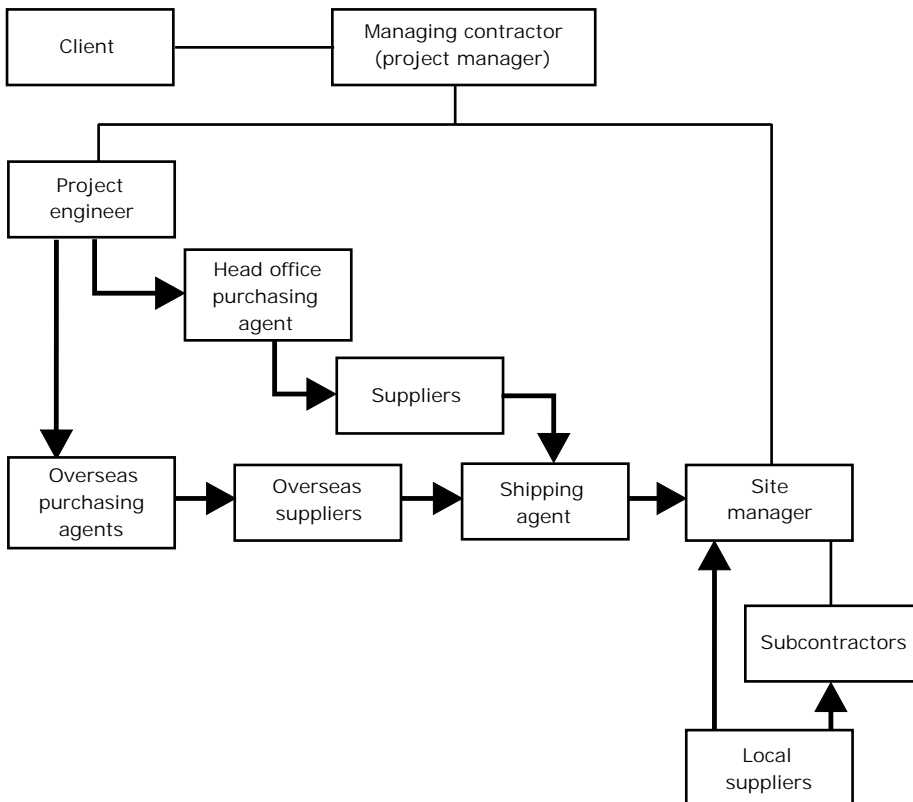 Client
Managing contractor
(project manager)
Project
engineer
Head office
purchasing
agent
Suppliers
Overseas
purchasing
agents
Overseas
suppliers
Shipping
agent
Site
manager
Subcontractors
Local
suppliers